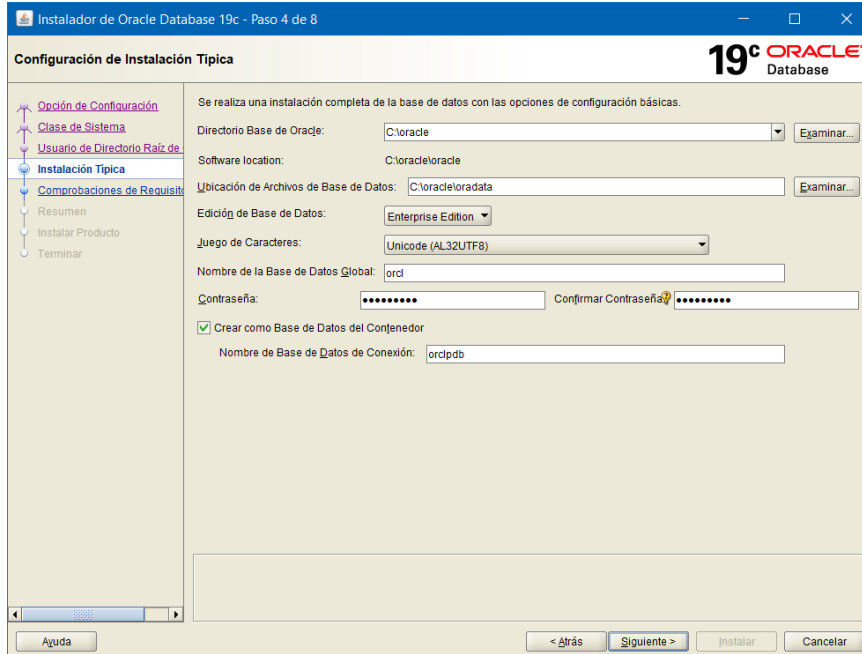 Instalador de Oracle Database 19c - Paso 4 de 8
Configuración de Instalación Típica
19c ORACLE
Database
Opción de Configuración
Clase de Sistema
Usuario de Directorio Raíz de
Instalación Típica
Comprobaciones de Requisito
Resumen
Instalar Producto
Terminar
Se realiza una instalación completa de la base de datos con las opciones de configuración básicas.
Directorio Base de Oracle: C:\oracle Examinar...
Software location: C:\oracle\oracle
Ubicación de Archivos de Base de Datos: C:\oracle\oradata Examinar...
Edición de Base de Datos: Enterprise Edition
Juego de Caracteres: Unicode (AL32UTF8)
Nombre de la Base de Datos Global: orcl
Contraseña: ••••••••• Confirmar Contraseña: •••••••••
Crear como Base de Datos del Contenedor
Nombre de Base de Datos de Conexión: orclpdb
Ayuda < Atrás Siguiente > Instalar Cancelar